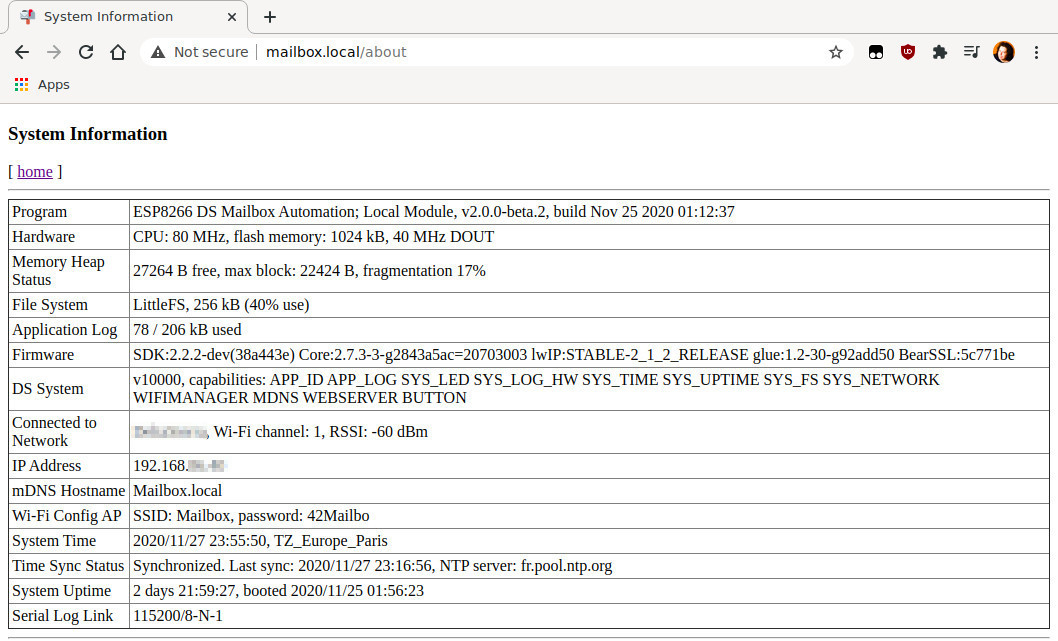 System Information
Not secure
mailbox.local/about
Apps
System Information
[ home ]
Program ESP8266 DS Mailbox Automation; Local Module, v2.0.0-beta.2, build Nov 25 2020 01:12:37
Hardware CPU: 80 MHz, flash memory: 1024 kB, 40 MHz DOUT
Memory Heap
Status
27264 B free, max block: 22424 B, fragmentation 17%
File System LittleFS, 256 kB (40% use)
Application Log 78 / 206 kB used
Firmware SDK:2.2.2-dev(38a443e) Core:2.7.3-3-g2843a5ac=20703003 lwIP:STABLE-2_1_2_RELEASE glue:1.2-30-g92add50 BearSSL:5c771be
DS System
v10000, capabilities: APP_ID APP_LOG SYS_LED SYS_LOG_HW SYS_TIME SYS_UPTIME SYS_FS SYS_NETWORK
WIFIMANAGER MDNS WEBSERVER BUTTON
Connected to
Network
, Wi-Fi channel: 1, RSSI: -60 dBm
IP Address 192.168.
mDNS Hostname Mailbox.local
Wi-Fi Config AP SSID: Mailbox, password: 42Mailbo
System Time 2020/11/27 23:55:50, TZ_Europe_Paris
Time Sync Status Synchronized. Last sync: 2020/11/27 23:16:56, NTP server: fr.pool.ntp.org
System Uptime 2 days 21:59:27, booted 2020/11/25 01:56:23
Serial Log Link 115200/8-N-1